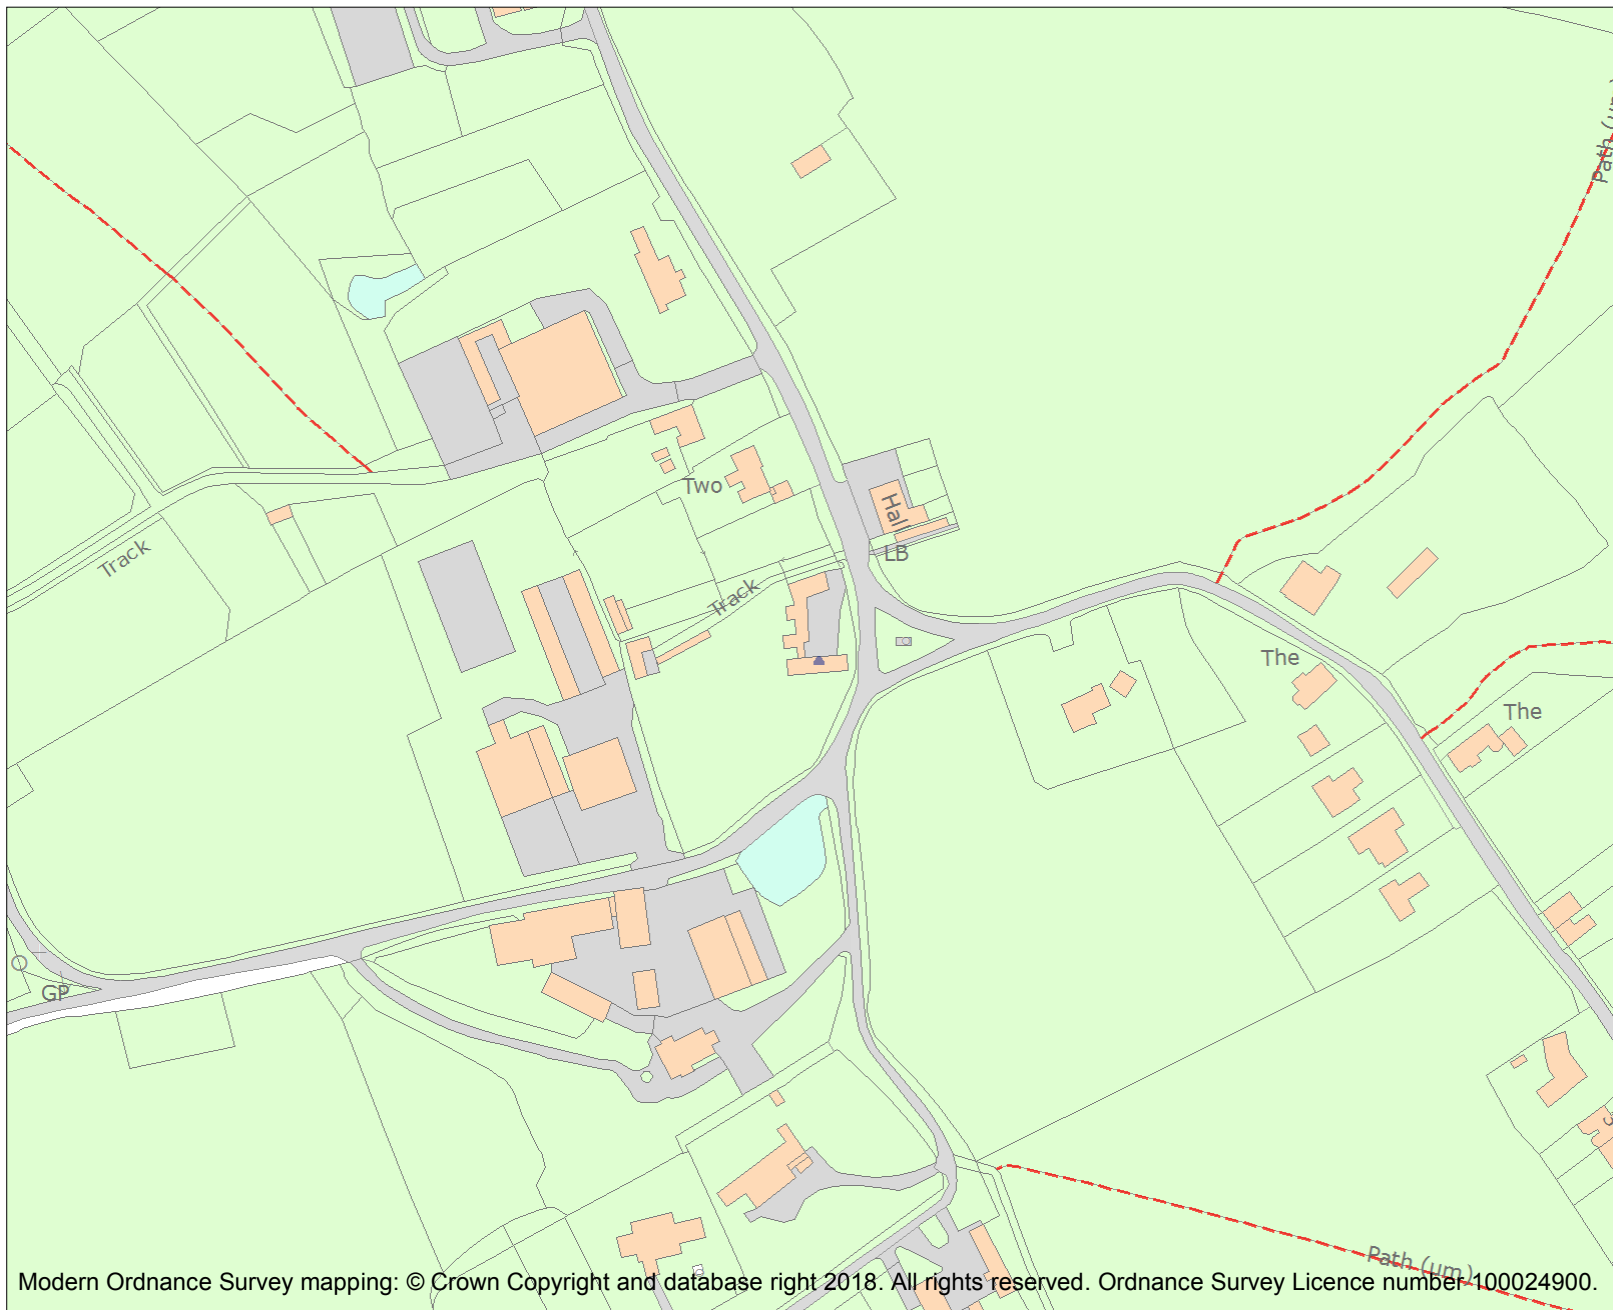 Path (um)
Two
Hall
LB
Track
Track
The
The
GP
Path (um)
Modern Ordnance Survey mapping: © Crown Copyright and database right 2018. All rights reserved. Ordnance Survey Licence number 100024900.